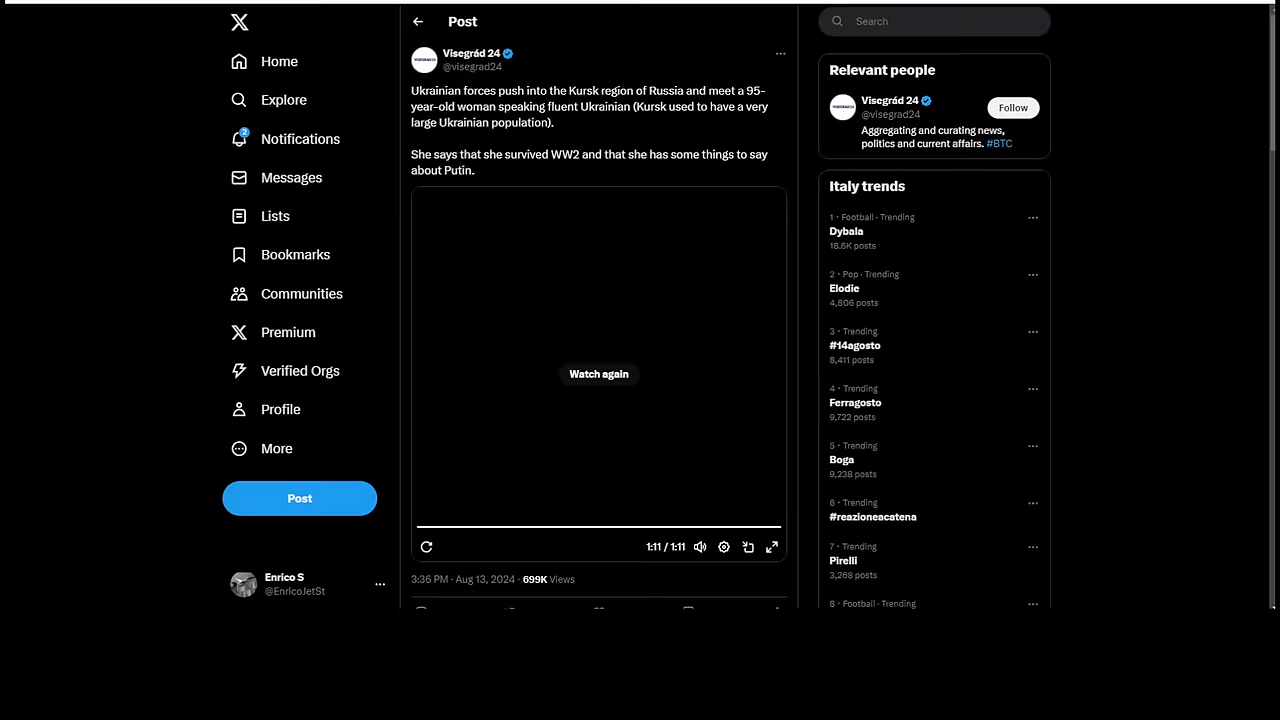 Home
Explore
2
Notifications
Messages
Lists
Bookmarks
Communities
Premium
Verified Orgs
Profile
More
Post
Enrico S
@EnricoJetSt
Post
Visegrád 24
@visegrad24
Ukrainian forces push into the Kursk region of Russia and meet a 95-
year-old woman speaking fluent Ukrainian (Kursk used to have a very
large Ukrainian population).
She says that she survived WW2 and that she has some things to say
about Putin.
Watch again
1:11 / 1:11
3:36 PM · Aug 13, 2024 · 699K Views
Search
Relevant people
Visegrád 24
@visegrad24
Follow
Aggregating and curating news,
politics and current affairs. #BTC
Italy trends
1 · Football · Trending
Dybala
18.6K posts
2 · Pop · Trending
Elodie
4,806 posts
3 · Trending
#14agosto
8,411 posts
4 · Trending
Ferragosto
9,722 posts
5 · Trending
Boga
9,238 posts
6 · Trending
#reazioneacatena
7 · Trending
Pirelli
3,268 posts
8 · Football · Trending